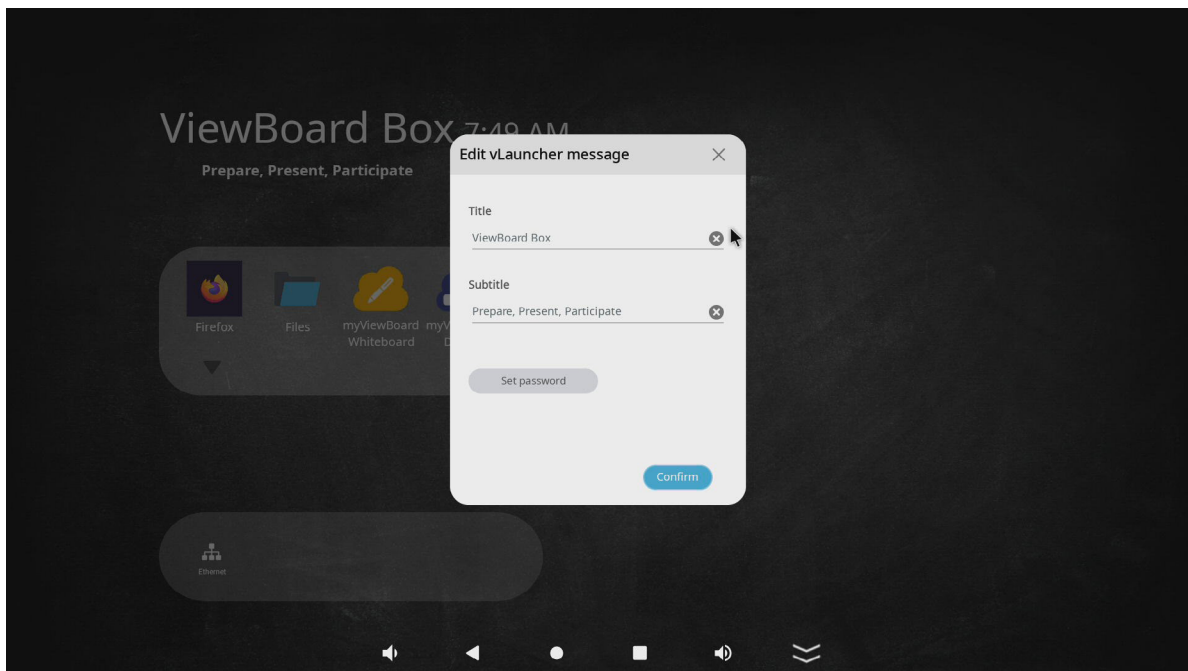 ViewBoard Box 7:49 AM
Prepare, Present, Participate
Edit vLauncher message
Title
ViewBoard Box
Subtitle
Prepare, Present, Participate
Set password
Confirm
Firefox
Files
myViewBoard
Whiteboard
Ethernet